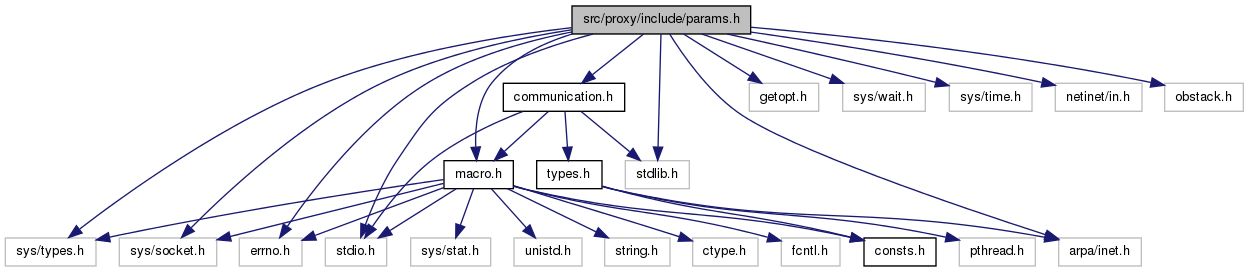 src/proxy/include/params.h
communication.h
getopt.h
sys/wait.h
sys/time.h
netinet/in.h
obstack.h
macro.h
types.h
stdlib.h
sys/types.h
sys/socket.h
errno.h
stdio.h
sys/stat.h
unistd.h
string.h
ctype.h
fcntl.h
consts.h
pthread.h
arpa/inet.h